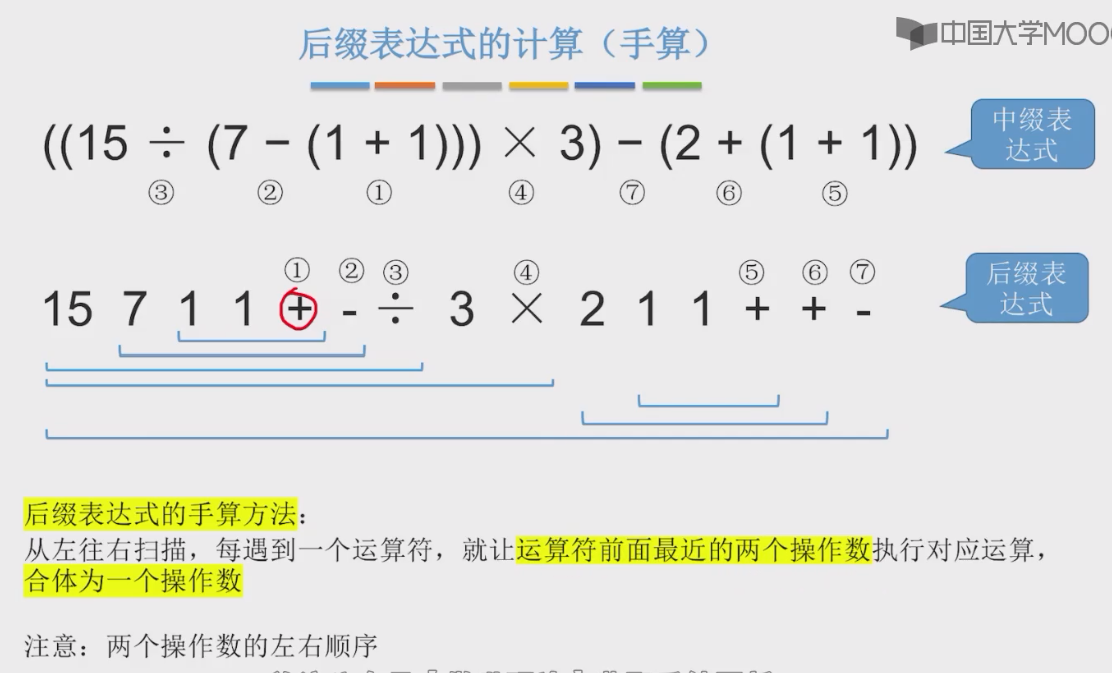 后缀表达式的计算（手算）
中国大学MOO
((15 ÷ (7 − (1 + 1))) × 3) − (2 + (1 + 1))
中缀表
达式
③ ② ① ④ ⑦ ⑥ ⑤
① ② ③ ④ ⑤ ⑥ ⑦
15 7 1 1 + - ÷ 3 × 2 1 1 + + -
后缀表
达式
后缀表达式的手算方法：
从左往右扫描，每遇到一个运算符，就让运算符前面最近的两个操作数执行对应运算，
合体为一个操作数
注意：两个操作数的左右顺序